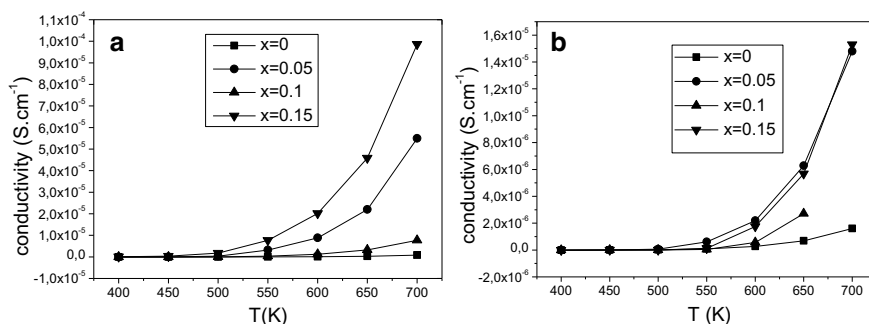 a
conductivity (S.cm⁻¹)
1,1x10⁻⁴
1,0x10⁻⁴
9,0x10⁻⁵
8,0x10⁻⁵
7,0x10⁻⁵
6,0x10⁻⁵
5,0x10⁻⁵
4,0x10⁻⁵
3,0x10⁻⁵
2,0x10⁻⁵
1,0x10⁻⁵
0,0
-1,0x10⁻⁵
x=0
x=0.05
x=0.1
x=0.15
400 450 500 550 600 650 700
T(K)
b
conductivity (S.cm⁻¹)
1,6x10⁻⁵
1,4x10⁻⁵
1,2x10⁻⁵
1,0x10⁻⁵
8,0x10⁻⁶
6,0x10⁻⁶
4,0x10⁻⁶
2,0x10⁻⁶
0,0
-2,0x10⁻⁶
x=0
x=0.05
x=0.1
x=0.15
400 450 500 550 600 650 700
T (K)